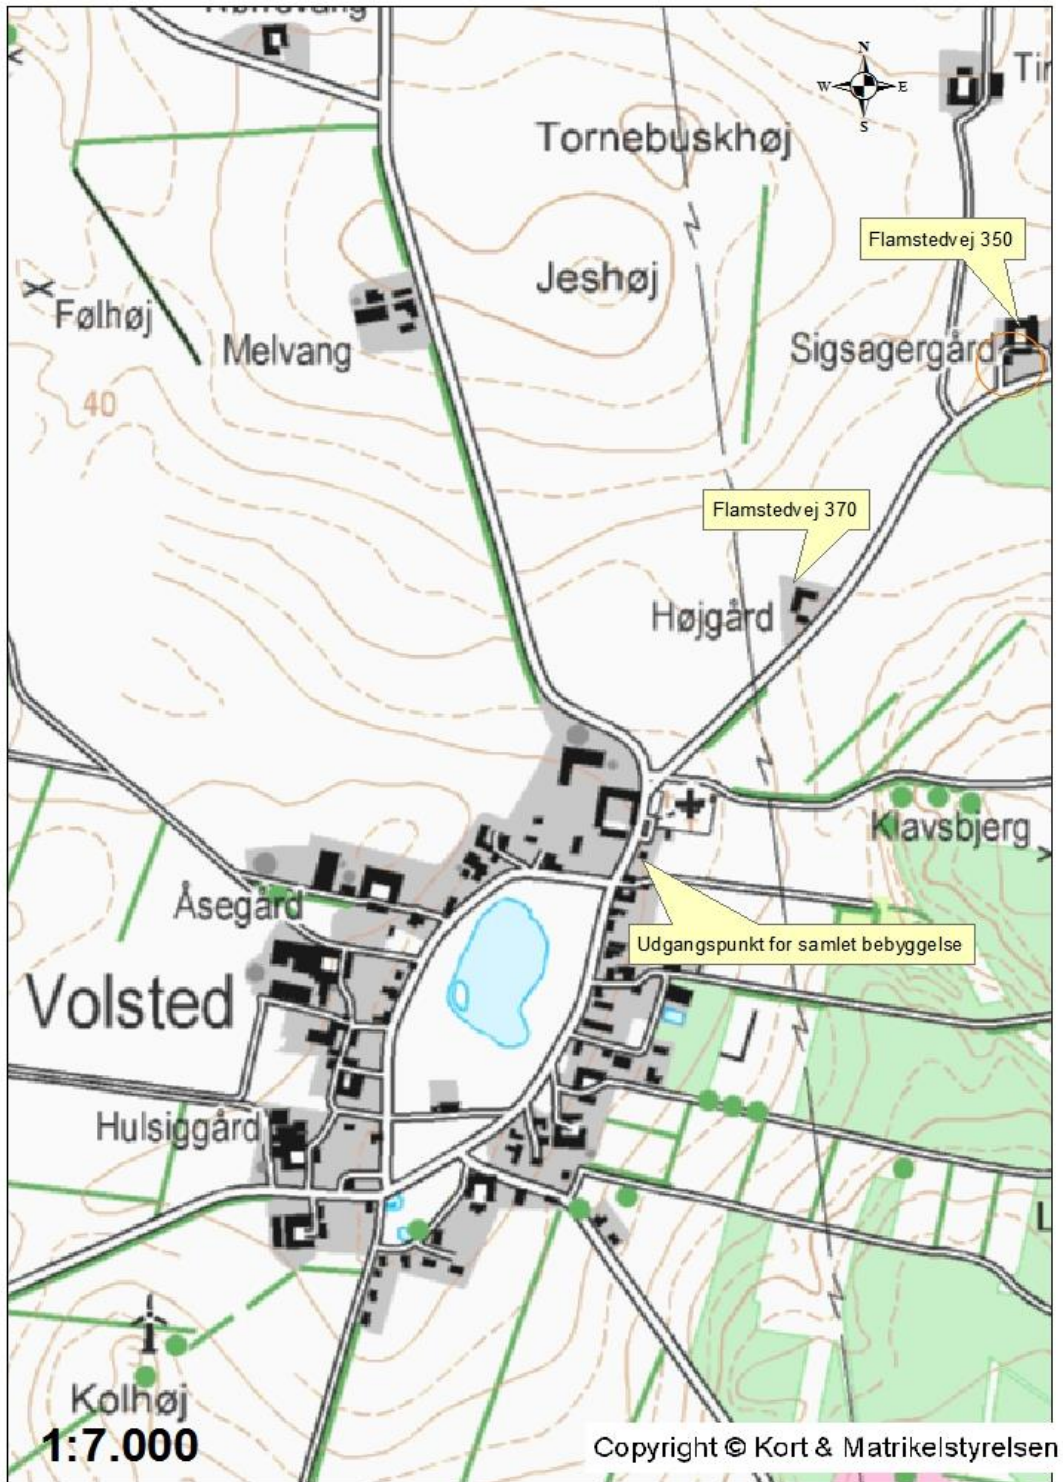 N
W E
S
Tornebuskhøj
Flamstedvej 350
Jeshøj
Følhøj
Melvang
Sigsagergård
40
Flamstedvej 370
Højgård
Klavsbjerg
Åsegård
Udgangspunkt for samlet bebyggelse
Volsted
Hulsiggård
Kolhøj
1:7.000
Copyright © Kort & Matrikelstyrelsen